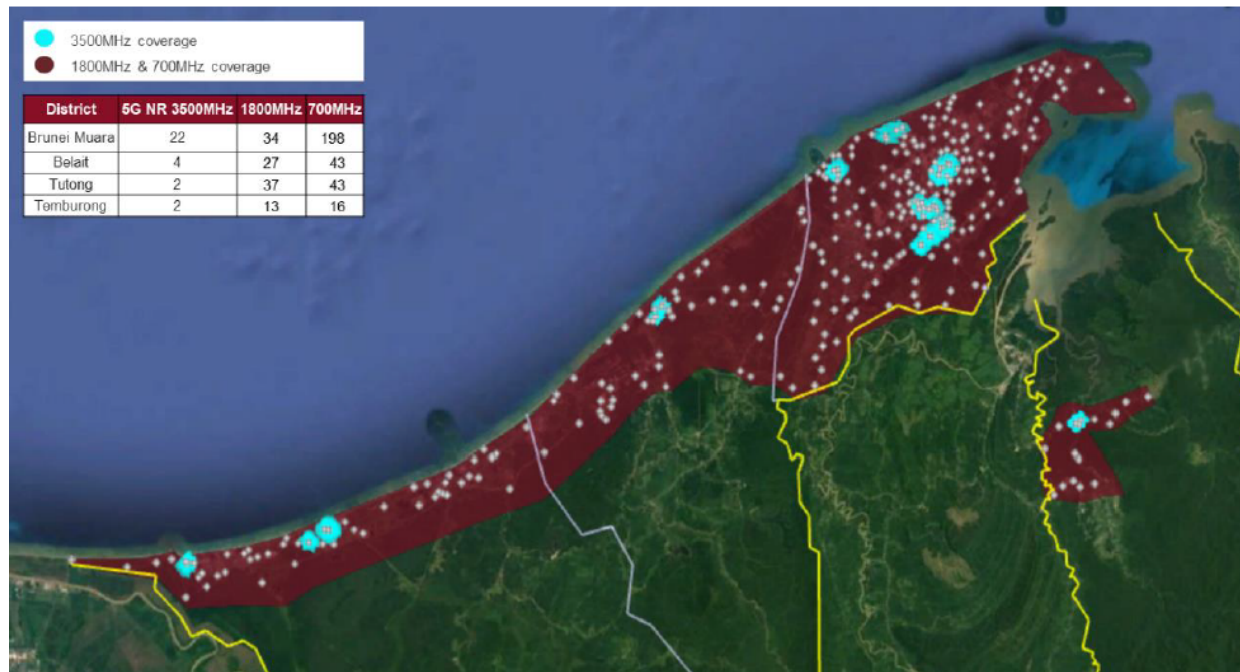 3500MHz coverage
1800MHz & 700MHz coverage
District 5G NR 3500MHz 1800MHz 700MHz
Brunei Muara 22 34 198
Belait 4 27 43
Tutong 2 37 43
Temburong 2 13 16